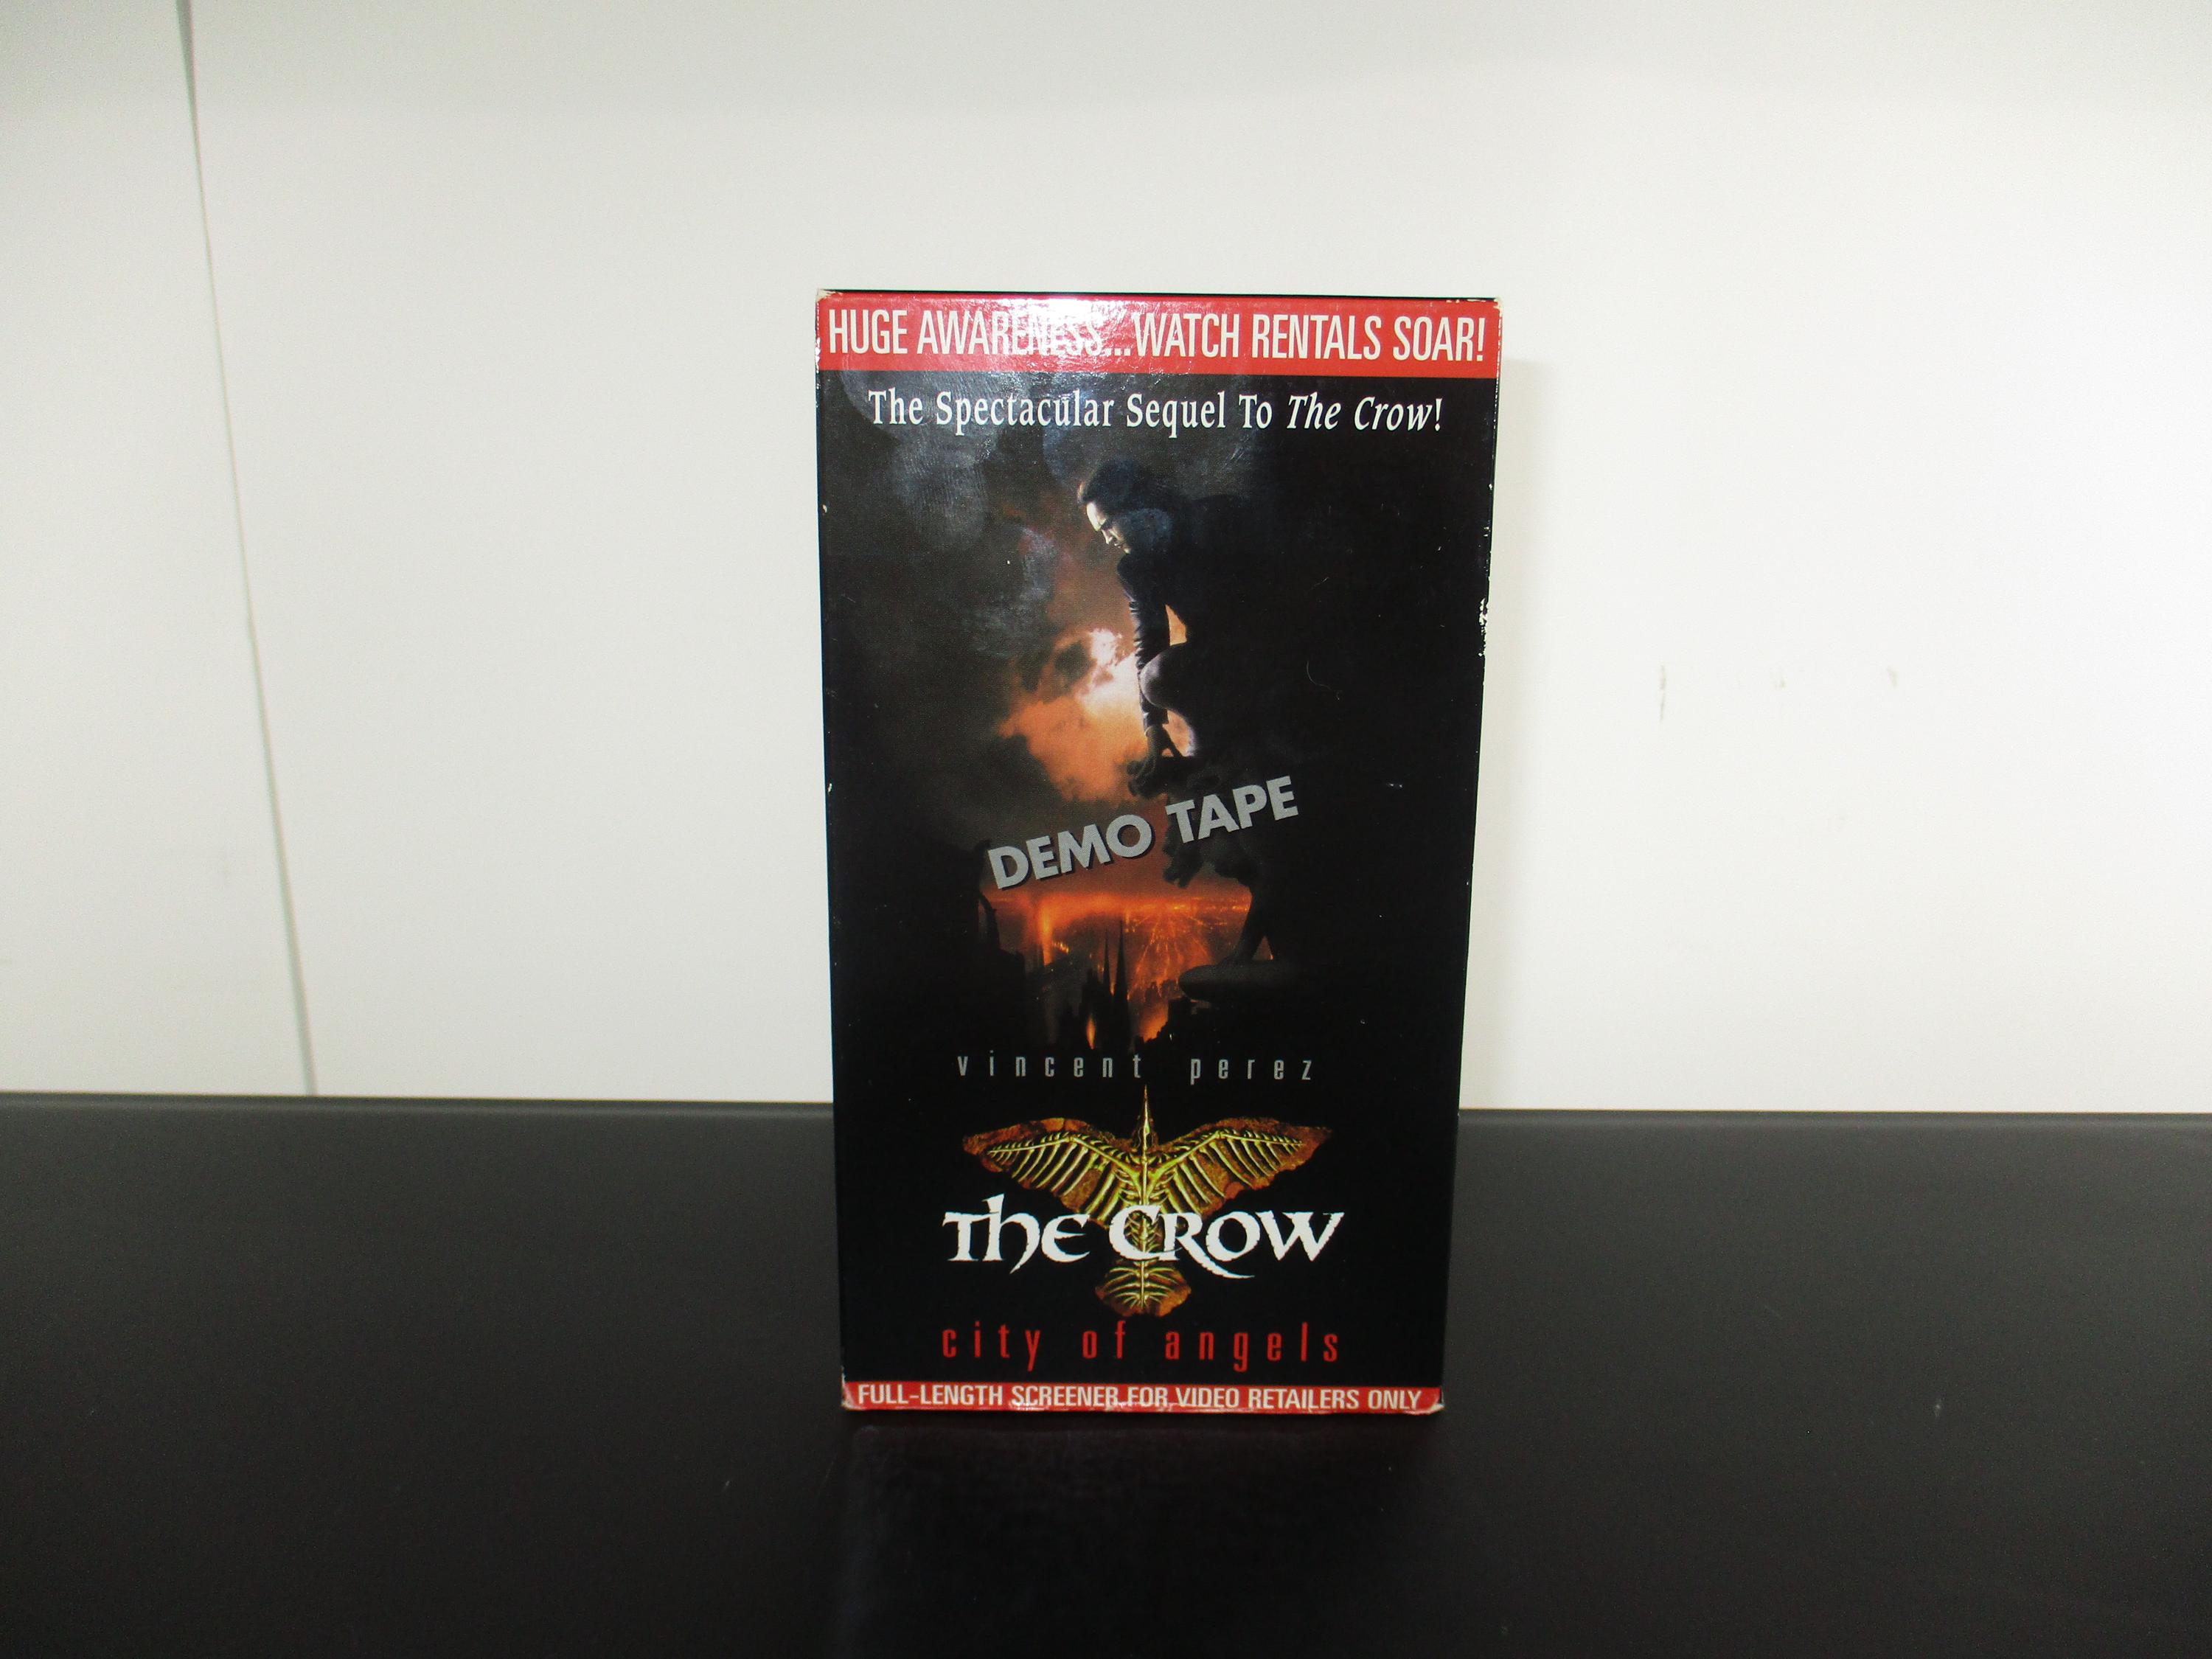 HUGE AWARENESS...WATCH RENTALS SOAR!
The Spectacular Sequel To The Crow!
DEMO TAPE
vincent perez
The Crow
city of angels
FULL-LENGTH SCREENER FOR VIDEO RETAILERS ONLY